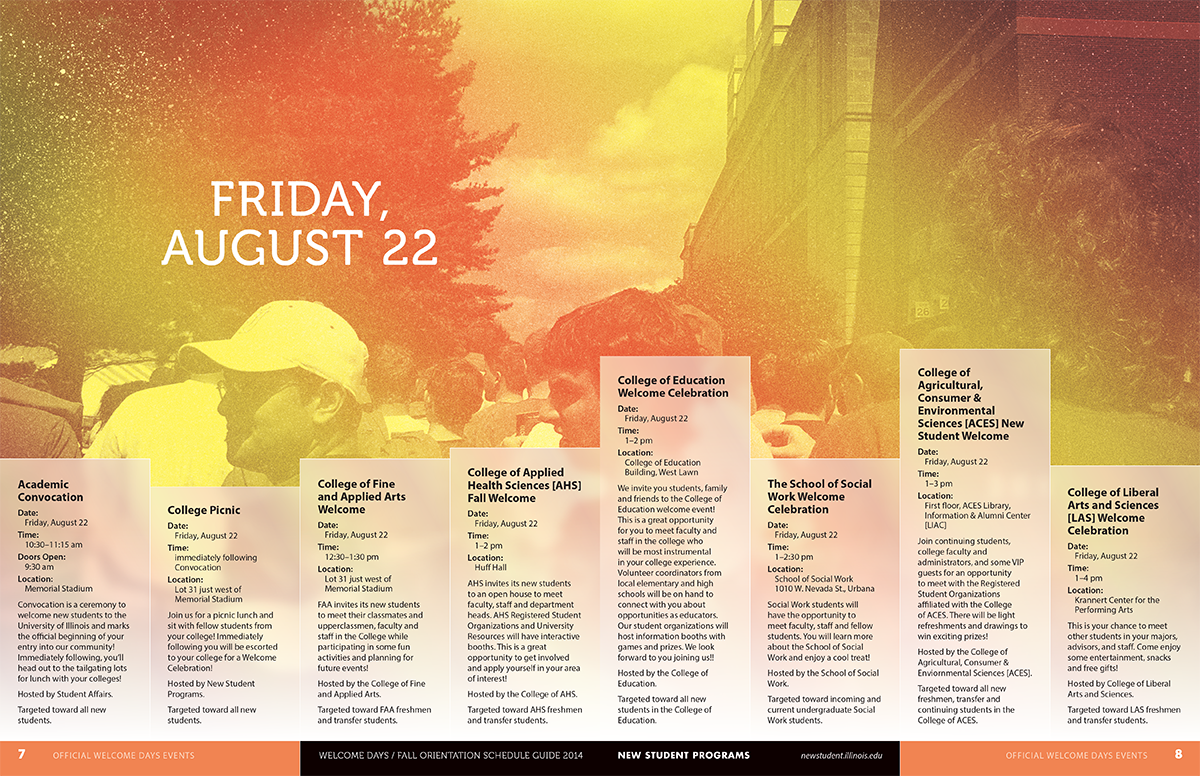 FRIDAY,
AUGUST 22
Academic
Convocation
Date:
Friday, August 22
Time:
10:30–11:15 am
Doors Open:
9:30 am
Location:
Memorial Stadium
Convocation is a ceremony to
welcome new students to the
University of Illinois and marks
the official beginning of your
entry into our community!
Immediately following, you'll
head out to the tailgating lots
for lunch with your colleges!
Hosted by Student Affairs.
Targeted toward all new
students.
College Picnic
Date:
Friday, August 22
Time:
immediately following
Convocation
Location:
Lot 31 just west of
Memorial Stadium
Join us for a picnic lunch and
sit with fellow students from
your college! Immediately
following you will be escorted
to your college for a Welcome
Celebration!
Hosted by New Student
Programs.
Targeted toward all new
students.
College of Fine
and Applied Arts
Welcome
Date:
Friday, August 22
Time:
12:30–1:30 pm
Location:
Lot 31 just west of
Memorial Stadium
FAA invites its new students
to meet their classmates and
upperclassmen, faculty and
staff in the College while
participating in some fun
activities and planning for
future events!
Hosted by the College of Fine
and Applied Arts.
Targeted toward FAA freshmen
and transfer students.
College of Applied
Health Sciences [AHS]
Fall Welcome
Date:
Friday, August 22
Time:
1–2 pm
Location:
Huff Hall
AHS invites its new students
to an open house to meet
faculty, staff and department
heads. AHS Registered Student
Organizations and University
Resources will have interactive
booths. This is a great
opportunity to get involved
and apply yourself in your area
of interest!
Hosted by the College of AHS.
Targeted toward AHS freshmen
and transfer students.
College of Education
Welcome Celebration
Date:
Friday, August 22
Time:
1–2 pm
Location:
College of Education
Building, West Lawn
We invite you students, family
and friends to the College of
Education welcome event!
This is a great opportunity
for you to meet faculty and
staff in the college who
will be most instrumental
in your college experience.
Volunteer coordinators from
local elementary and high
schools will be on hand to
connect with you about
opportunities as educators.
Our student organizations will
host information booths with
games and prizes. We look
forward to you joining us!!
Hosted by the College of
Education.
Targeted toward all new
students in the College of
Education.
The School of Social
Work Welcome
Celebration
Date:
Friday, August 22
Time:
1–2:30 pm
Location:
School of Social Work
1010 W. Nevada St., Urbana
Social Work students will
have the opportunity to
meet faculty, staff and fellow
students. You will learn more
about the School of Social
Work and enjoy a cool treat!
Hosted by the School of Social
Work.
Targeted toward incoming and
current undergraduate Social
Work students.
College of
Agricultural,
Consumer &
Environmental
Sciences [ACES] New
Student Welcome
Date:
Friday, August 22
Time:
1–3 pm
Location:
First floor, ACES Library,
Information & Alumni Center
[LIAC]
Join continuing students,
college faculty and
administrators, and some VIP
guests for an opportunity
to meet with the Registered
Student Organizations
affiliated with the College
of ACES. There will be light
refreshments and drawings to
win exciting prizes!
Hosted by the College of
Agricultural, Consumer &
Enviornmental Sciences [ACES].
Targeted toward all new
freshmen, transfer and
continuing students in the
College of ACES.
College of Liberal
Arts and Sciences
[LAS] Welcome
Celebration
Date:
Friday, August 22
Time:
1–4 pm
Location:
Krannert Center for the
Performing Arts
This is your chance to meet
other students in your majors,
advisors, and staff. Come enjoy
some entertainment, snacks
and free gifts!
Hosted by College of Liberal
Arts and Sciences.
Targeted toward LAS freshmen
and transfer students.
26
7 OFFICIAL WELCOME DAYS EVENTS
WELCOME DAYS / FALL ORIENTATION SCHEDULE GUIDE 2014 NEW STUDENT PROGRAMS newstudent.illinois.edu
OFFICIAL WELCOME DAYS EVENTS 8